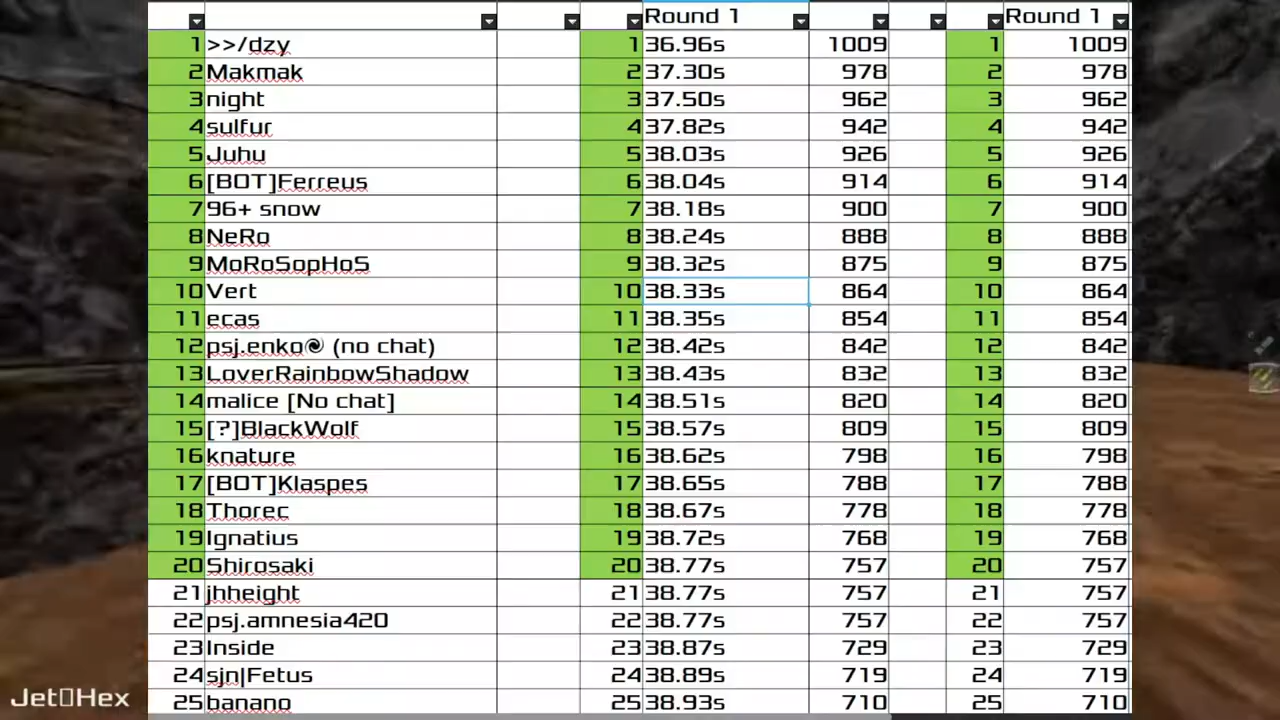 Round 1 Round 1
1 >>/dzy 1 36.96s 1009 1 1009
2 Makmak 2 37.30s 978 2 978
3 night 3 37.50s 962 3 962
4 sulfur 4 37.82s 942 4 942
5 Juhu 5 38.03s 926 5 926
6 [BOT]Ferreus 6 38.04s 914 6 914
7 96+ snow 7 38.18s 900 7 900
8 NeRo 8 38.24s 888 8 888
9 MoRoSopHoS 9 38.32s 875 9 875
10 Vert 10 38.33s 864 10 864
11 ecas 11 38.35s 854 11 854
12 psj.enko (no chat) 12 38.42s 842 12 842
13 LoverRainbowShadow 13 38.43s 832 13 832
14 malice [No chat] 14 38.51s 820 14 820
15 [?]BlackWolf 15 38.57s 809 15 809
16 knature 16 38.62s 798 16 798
17 [BOT]Klaspes 17 38.65s 788 17 788
18 Thorec 18 38.67s 778 18 778
19 Ignatius 19 38.72s 768 19 768
20 Shirosaki 20 38.77s 757 20 757
21 jhheight 21 38.77s 757 21 757
22 psj.amnesia420 22 38.77s 757 22 757
23 Inside 23 38.87s 729 23 729
24 sjn|Fetus 24 38.89s 719 24 719
25 banano 25 38.93s 710 25 710
Jet▯Hex